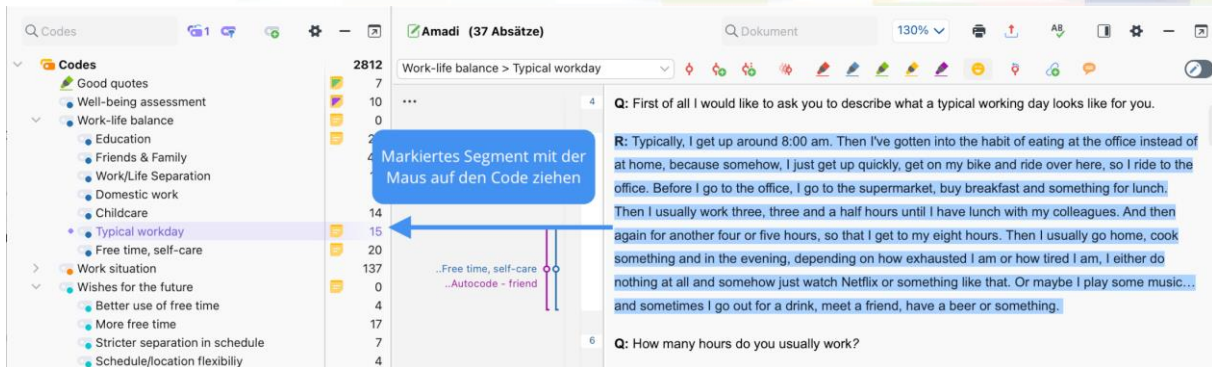 Codes
1
Amadi (37 Absätze)
Dokument
130%
Codes 2812
Good quotes 7
Well-being assessment 10
Work-life balance 0
Education
Friends & Family
Work/Life Separation
Domestic work
Childcare 14
Typical workday 15
Free time, self-care 20
Work situation 137
Wishes for the future 0
Better use of free time 4
More free time 17
Stricter separation in schedule 7
Schedule/location flexibiliy 4
Markiertes Segment mit der
Maus auf den Code ziehen
Work-life balance > Typical workday
...
..Free time, self-care
..Autocode - friend
4
Q: First of all I would like to ask you to describe what a typical working day looks like for you.
R: Typically, I get up around 8:00 am. Then I've gotten into the habit of eating at the office instead of
at home, because somehow, I just get up quickly, get on my bike and ride over here, so I ride to the
office. Before I go to the office, I go to the supermarket, buy breakfast and something for lunch.
Then I usually work three, three and a half hours until I have lunch with my colleagues. And then
again for another four or five hours, so that I get to my eight hours. Then I usually go home, cook
something and in the evening, depending on how exhausted I am or how tired I am, I either do
nothing at all and somehow just watch Netflix or something like that. Or maybe I play some music…
and sometimes I go out for a drink, meet a friend, have a beer or something.
6
Q: How many hours do you usually work?